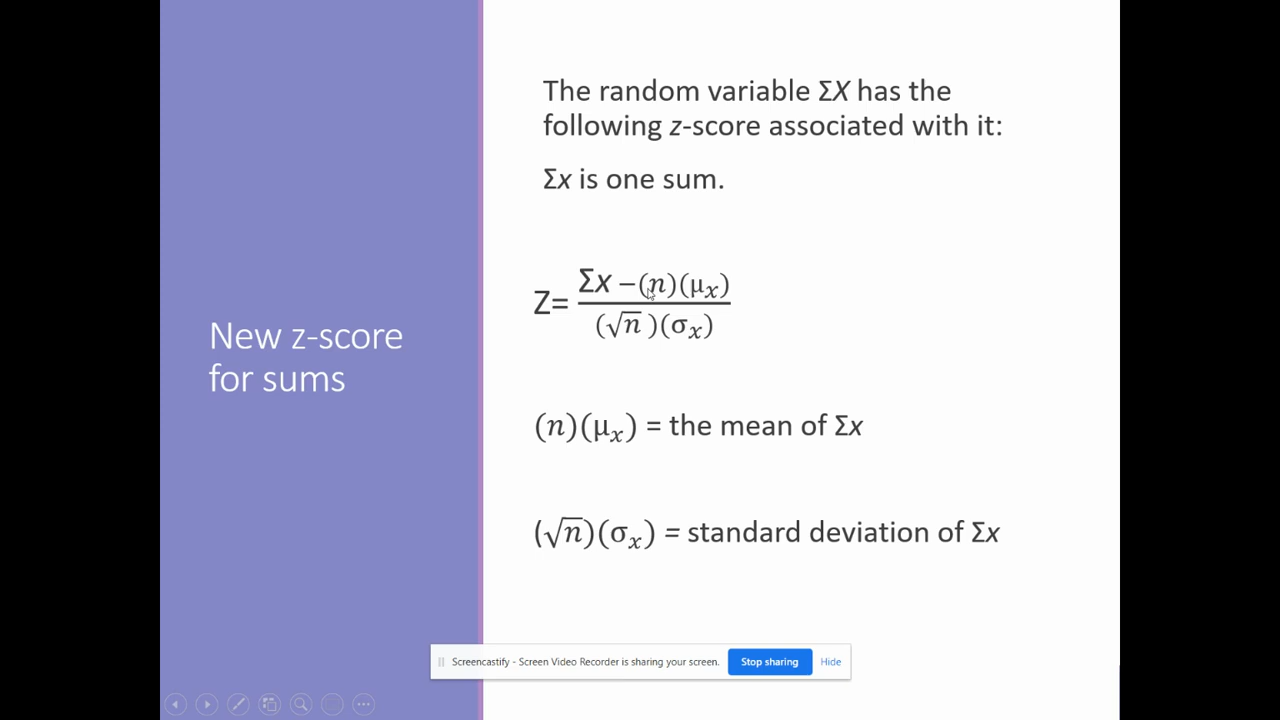 New z-score
for sums
The random variable ΣX has the
following z-score associated with it:
Σx is one sum.
Z= (Σx −(n)(μₓ)) / ((√n )(σₓ))
(n)(μₓ) = the mean of Σx
(√n)(σₓ) = standard deviation of Σx
Screencastify - Screen Video Recorder is sharing your screen. Stop sharing Hide